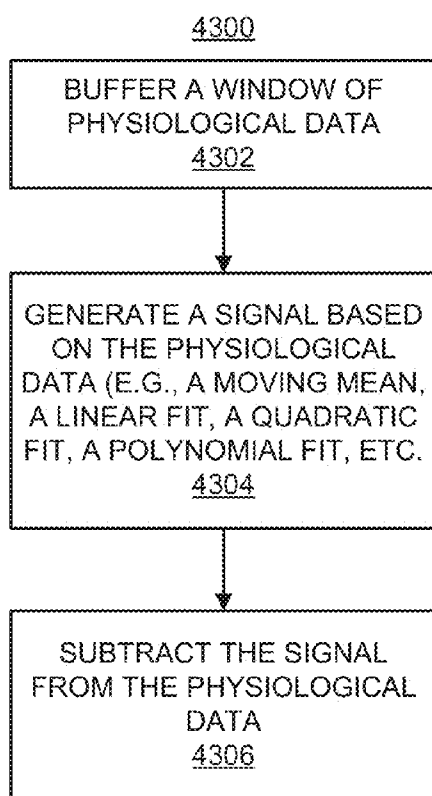 4300
BUFFER A WINDOW OF
PHYSIOLOGICAL DATA
4302
GENERATE A SIGNAL BASED
ON THE PHYSIOLOGICAL
DATA (E.G., A MOVING MEAN,
A LINEAR FIT, A QUADRATIC
FIT, A POLYNOMIAL FIT, ETC.
4304
SUBTRACT THE SIGNAL
FROM THE PHYSIOLOGICAL
DATA
4306